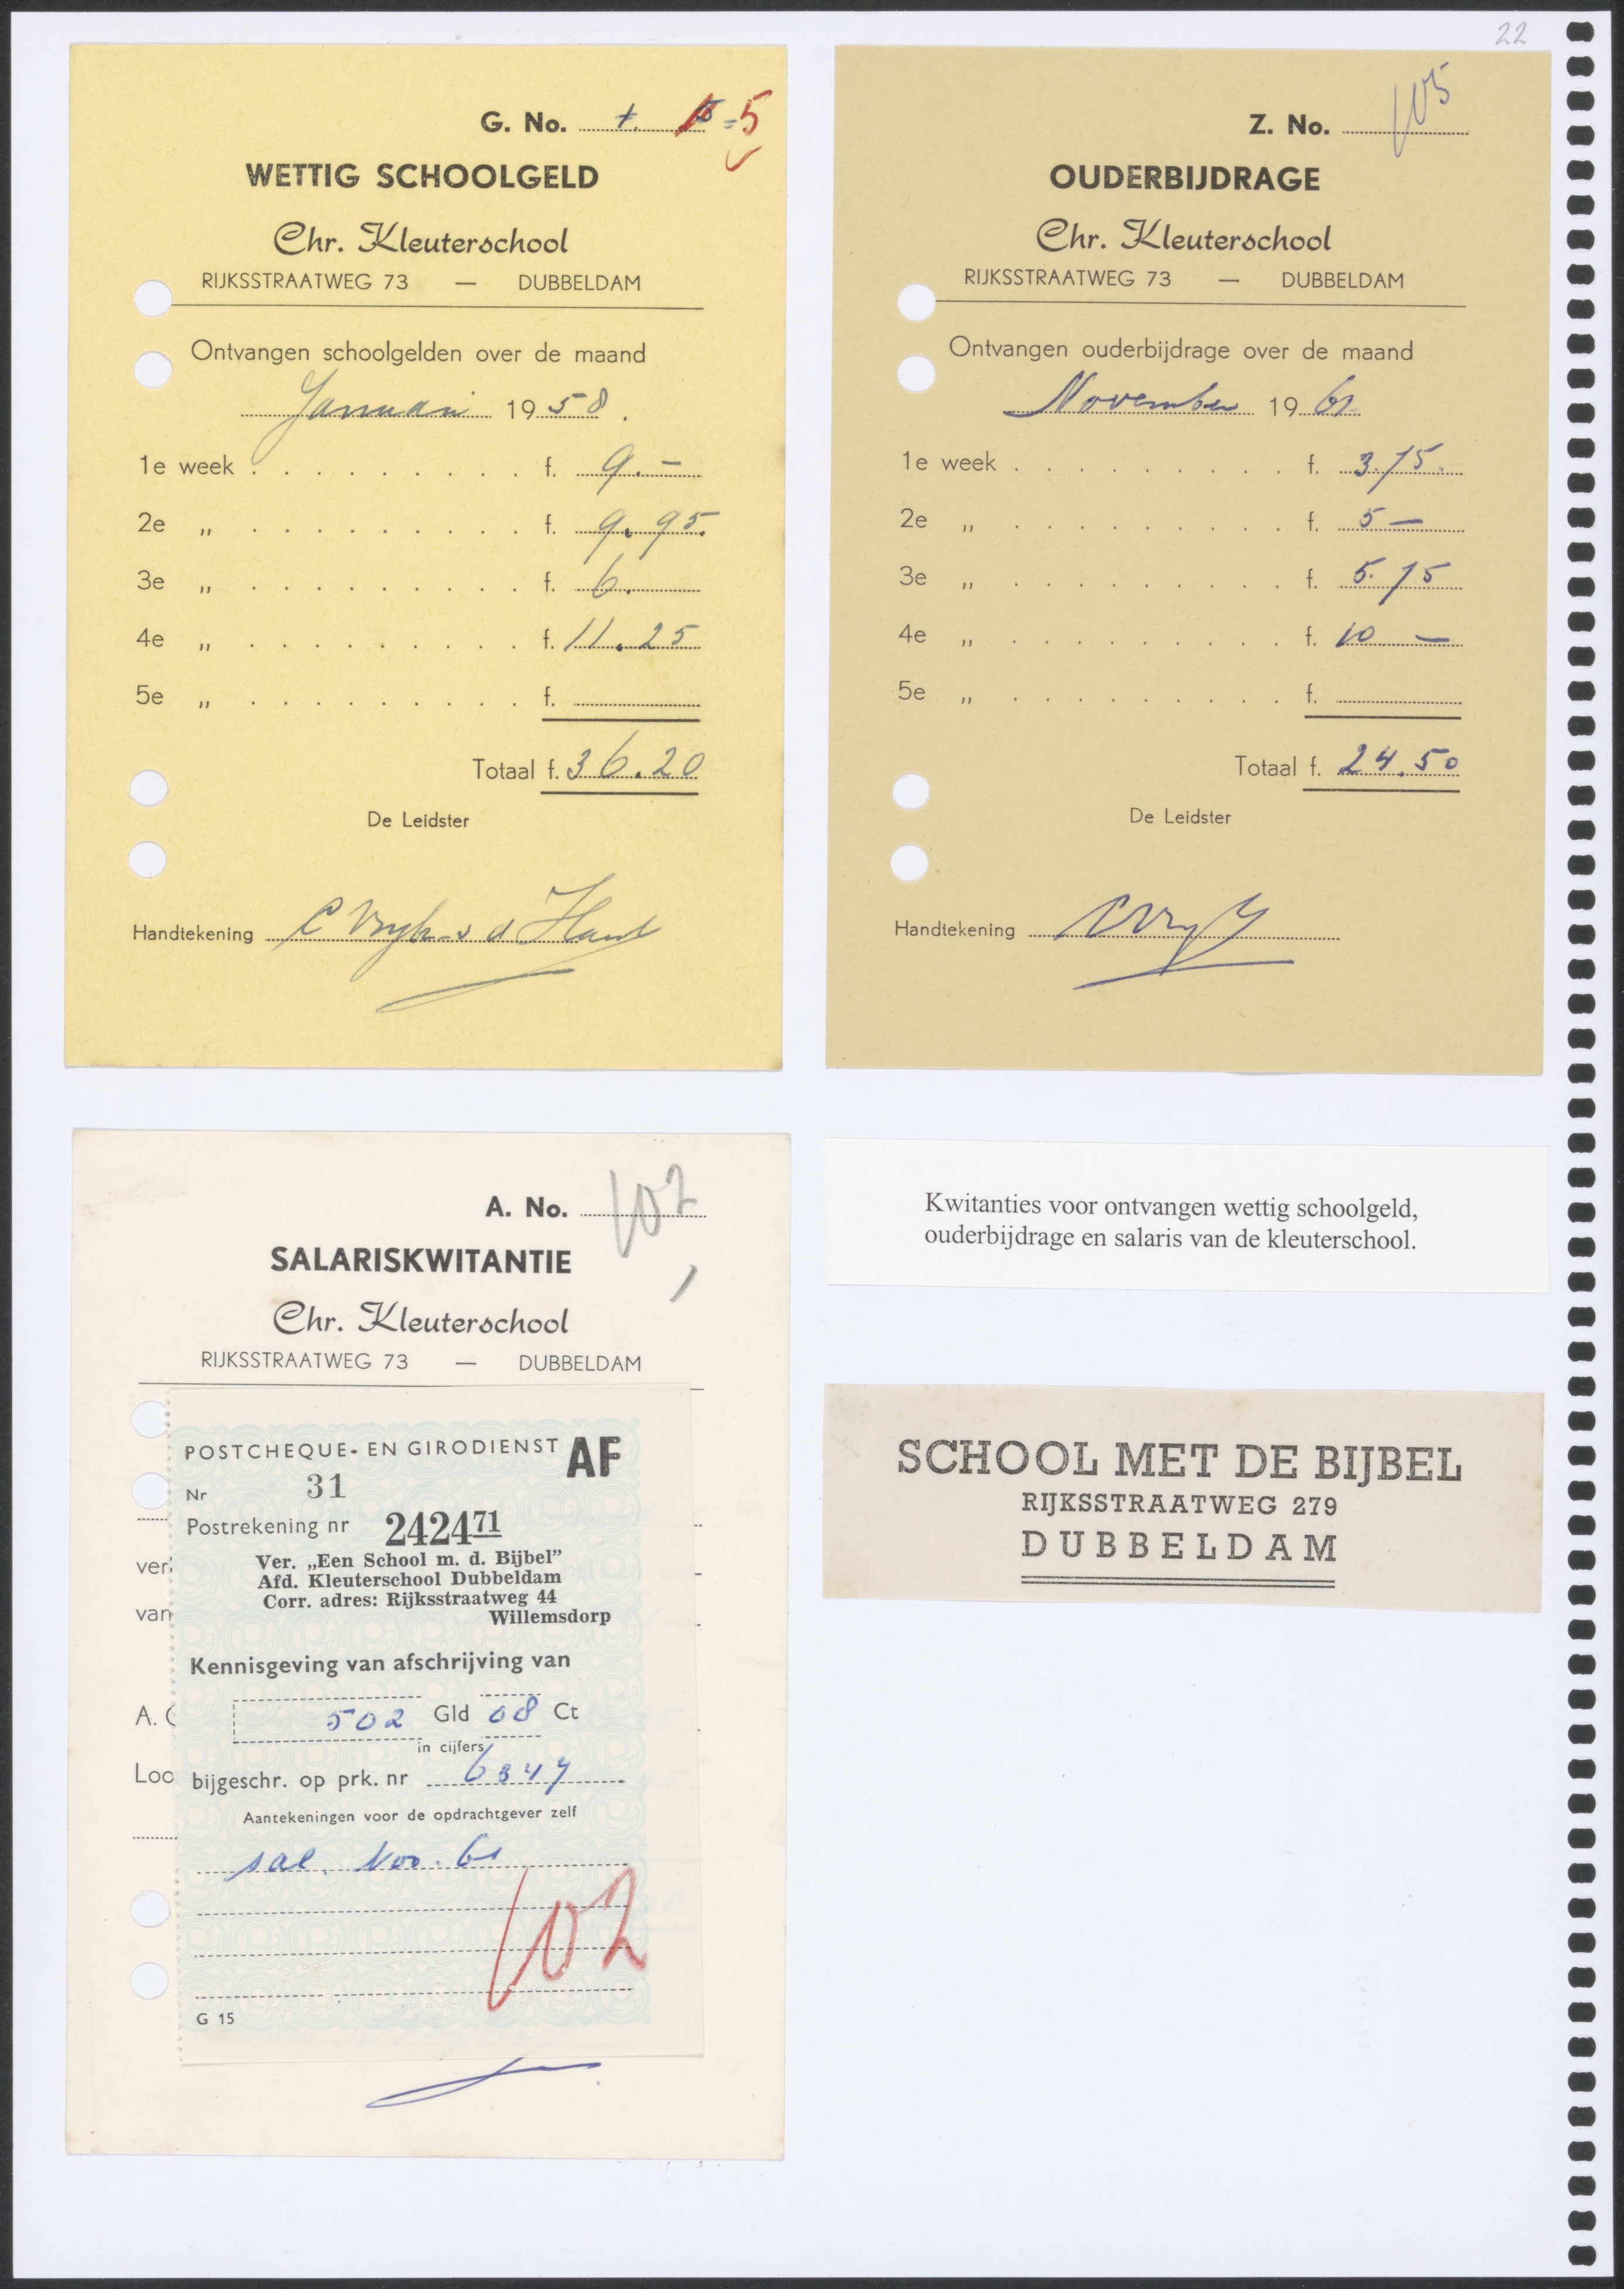 22
G. No. 5
WETTIG SCHOOLGELD
Chr. Kleuterschool
RIJKSSTRAATWEG 73 — DUBBELDAM
Ontvangen schoolgelden over de maand
Januari 1958.
1e week . . . . . . . . . . f. 9.-
2e „ . . . . . . . . . . f. 9.95.
3e „ . . . . . . . . . . f. 6.
4e „ . . . . . . . . . . f. 11.25
5e „ . . . . . . . . . . f.
Totaal f. 36.20
De Leidster
Handtekening
Z. No. 105
OUDERBIJDRAGE
Chr. Kleuterschool
RIJKSSTRAATWEG 73 — DUBBELDAM
Ontvangen ouderbijdrage over de maand
November 1961
1e week . . . . . . . . . . f. 3.75.
2e „ . . . . . . . . . . f. 5 —
3e „ . . . . . . . . . . f. 5.75
4e „ . . . . . . . . . . f. 10 —
5e „ . . . . . . . . . . f.
Totaal f. 24.50
De Leidster
Handtekening
A. No. 102
SALARISKWITANTIE
Chr. Kleuterschool
RIJKSSTRAATWEG 73 — DUBBELDAM
POSTCHEQUE- EN GIRODIENST AF
Nr 31
Postrekening nr 242471
Ver. „Een School m. d. Bijbel”
Afd. Kleuterschool Dubbeldam
Corr. adres: Rijksstraatweg 44
Willemsdorp
Kennisgeving van afschrijving van
502 Gld 08 Ct
in cijfers
bijgeschr. op prk. nr 6347
Aantekeningen voor de opdrachtgever zelf
sal. Nov. 61
102
G 15
ver
van
A.
Loo
Kwitanties voor ontvangen wettig schoolgeld,
ouderbijdrage en salaris van de kleuterschool.
SCHOOL MET DE BIJBEL
RIJKSSTRAATWEG 279
DUBBELDAM